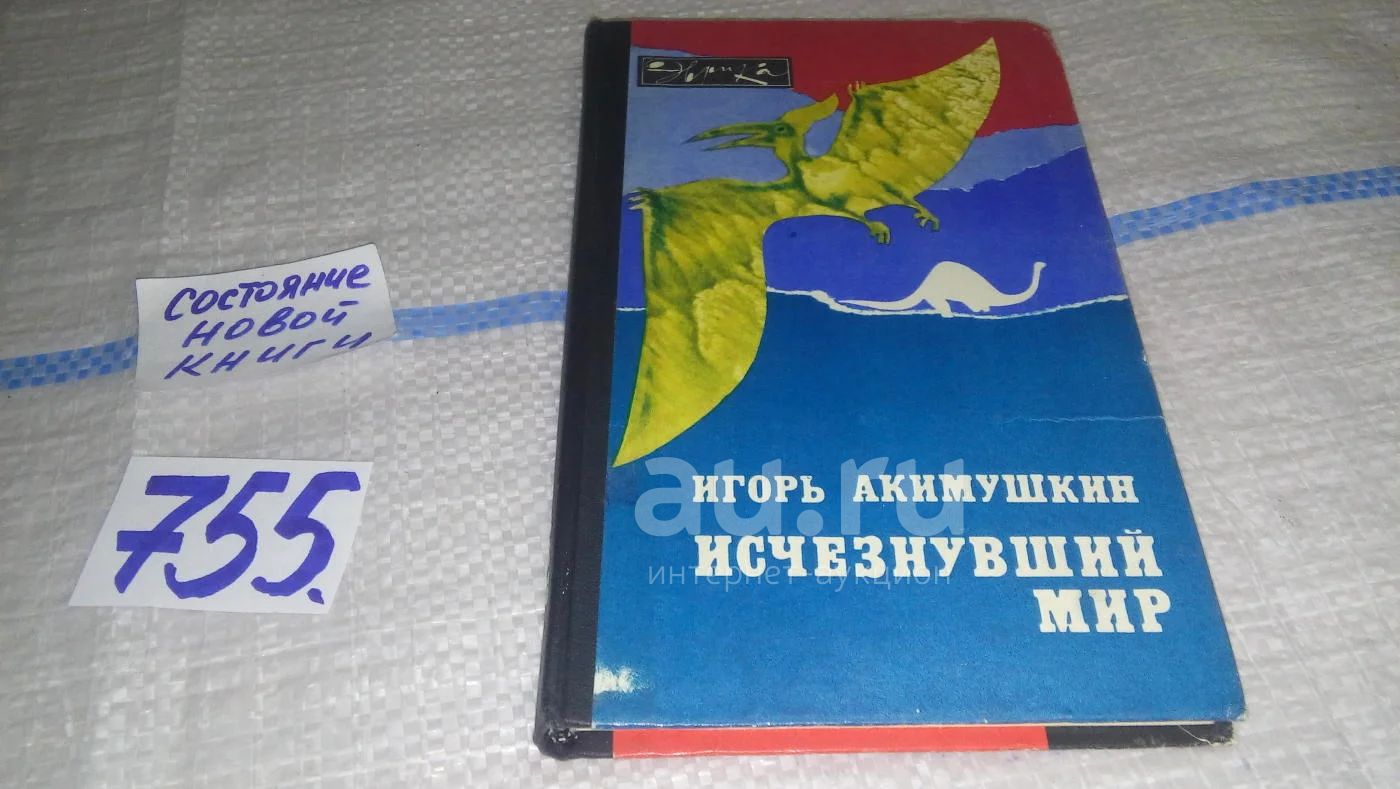 Эврика
СОСТОЯНИЕ
НОВОЙ
КНИГИ
755.
au.ru
интернет-аукцион
ИГОРЬ АКИМУШКИН
ИСЧЕЗНУВШИЙ
МИР